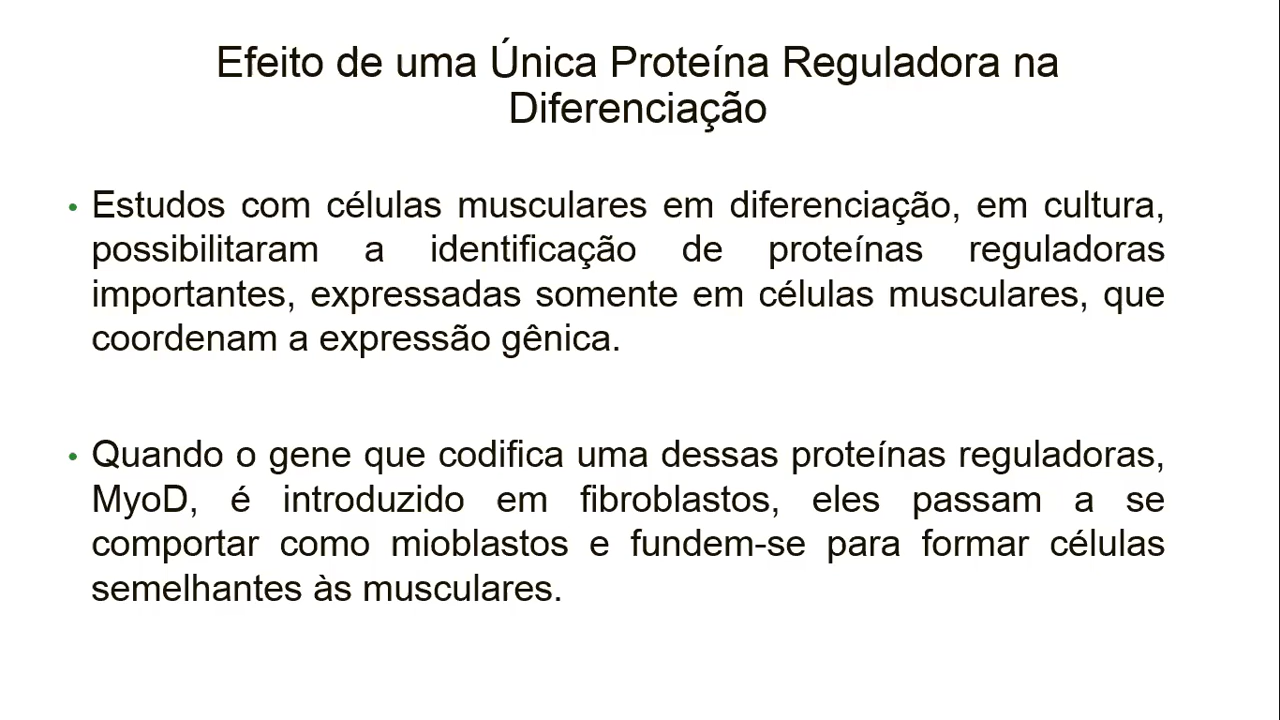 Efeito de uma Única Proteína Reguladora na
Diferenciação
• Estudos com células musculares em diferenciação, em cultura,
possibilitaram a identificação de proteínas reguladoras
importantes, expressadas somente em células musculares, que
coordenam a expressão gênica.
• Quando o gene que codifica uma dessas proteínas reguladoras,
MyoD, é introduzido em fibroblastos, eles passam a se
comportar como mioblastos e fundem-se para formar células
semelhantes às musculares.